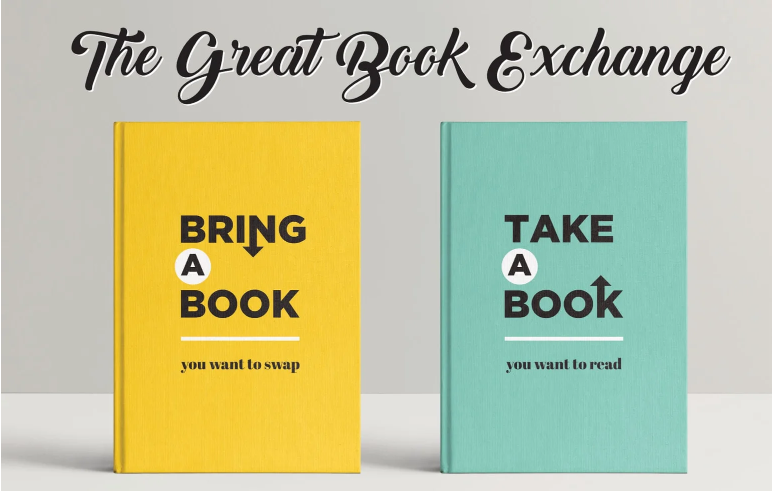 The Great Book Exchange
BRING
A
BOOK
you want to swap
TAKE
A
BOOK
you want to read